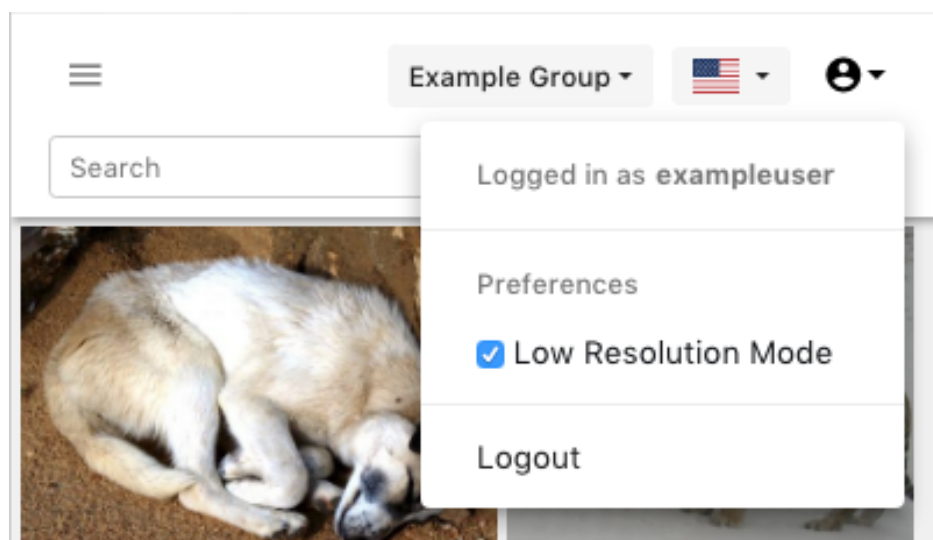 Example Group
Search
Logged in as exampleuser
Preferences
Low Resolution Mode
Logout